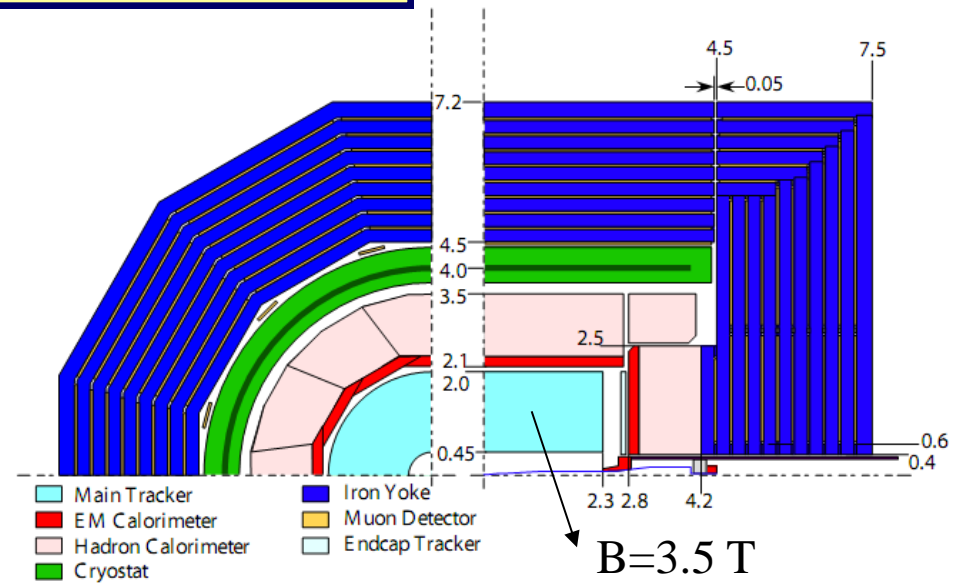 4.5
7.5
0.05
7.2
4.5
4.0
3.5
2.5
2.1
2.0
0.45
0.6
0.4
2.3 2.8 4.2
Main Tracker
EM Calorimeter
Hadron Calorimeter
Cryostat
Iron Yoke
Muon Detector
Endcap Tracker
B=3.5 T